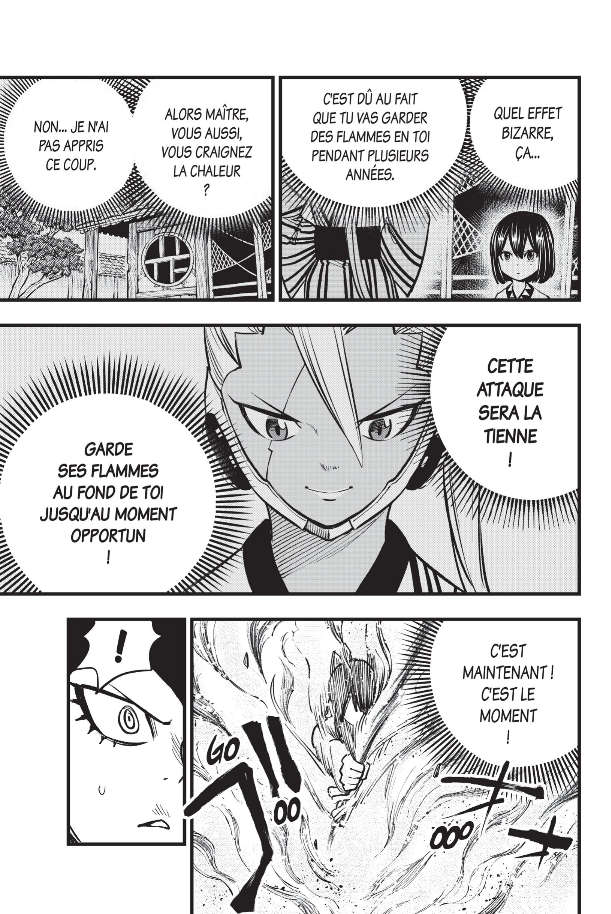 QUEL EFFET
BIZARRE,
ÇA...
C'EST DÛ AU FAIT
QUE TU VAS GARDER
DES FLAMMES EN TOI
PENDANT PLUSIEURS
ANNÉES.
ALORS MAÎTRE,
VOUS AUSSI,
VOUS CRAIGNEZ
LA CHALEUR
?
NON... JE N'AI
PAS APPRIS
CE COUP.
CETTE
ATTAQUE
SERA LA
TIENNE
!
GARDE
SES FLAMMES
AU FOND DE TOI
JUSQU'AU MOMENT
OPPORTUN
!
C'EST
MAINTENANT !
C'EST LE
MOMENT
!
GO
OO
OOO
!